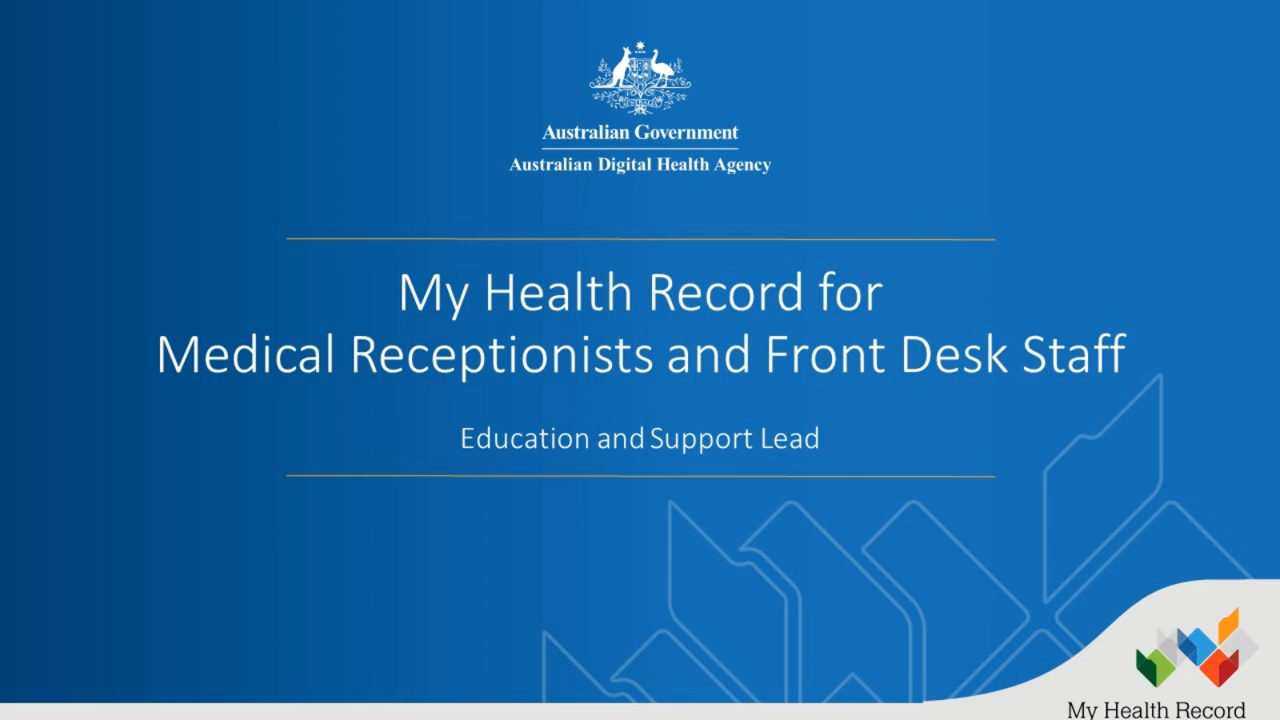 Australian Government
Australian Digital Health Agency
My Health Record for
Medical Receptionists and Front Desk Staff
Education and Support Lead
My Health Record